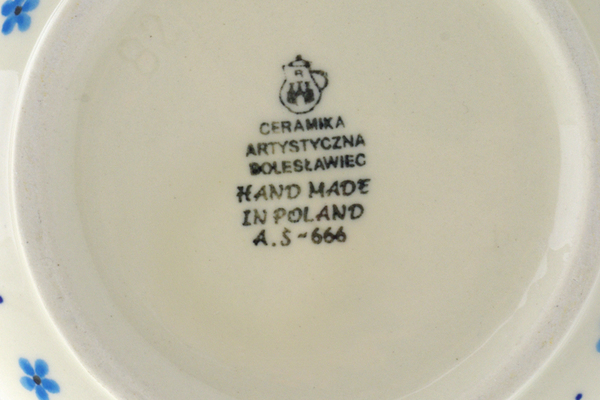 R
CERAMIKA
ARTYSTYCZNA
BOLESŁAWIEC
HAND MADE
IN POLAND
A.S~666